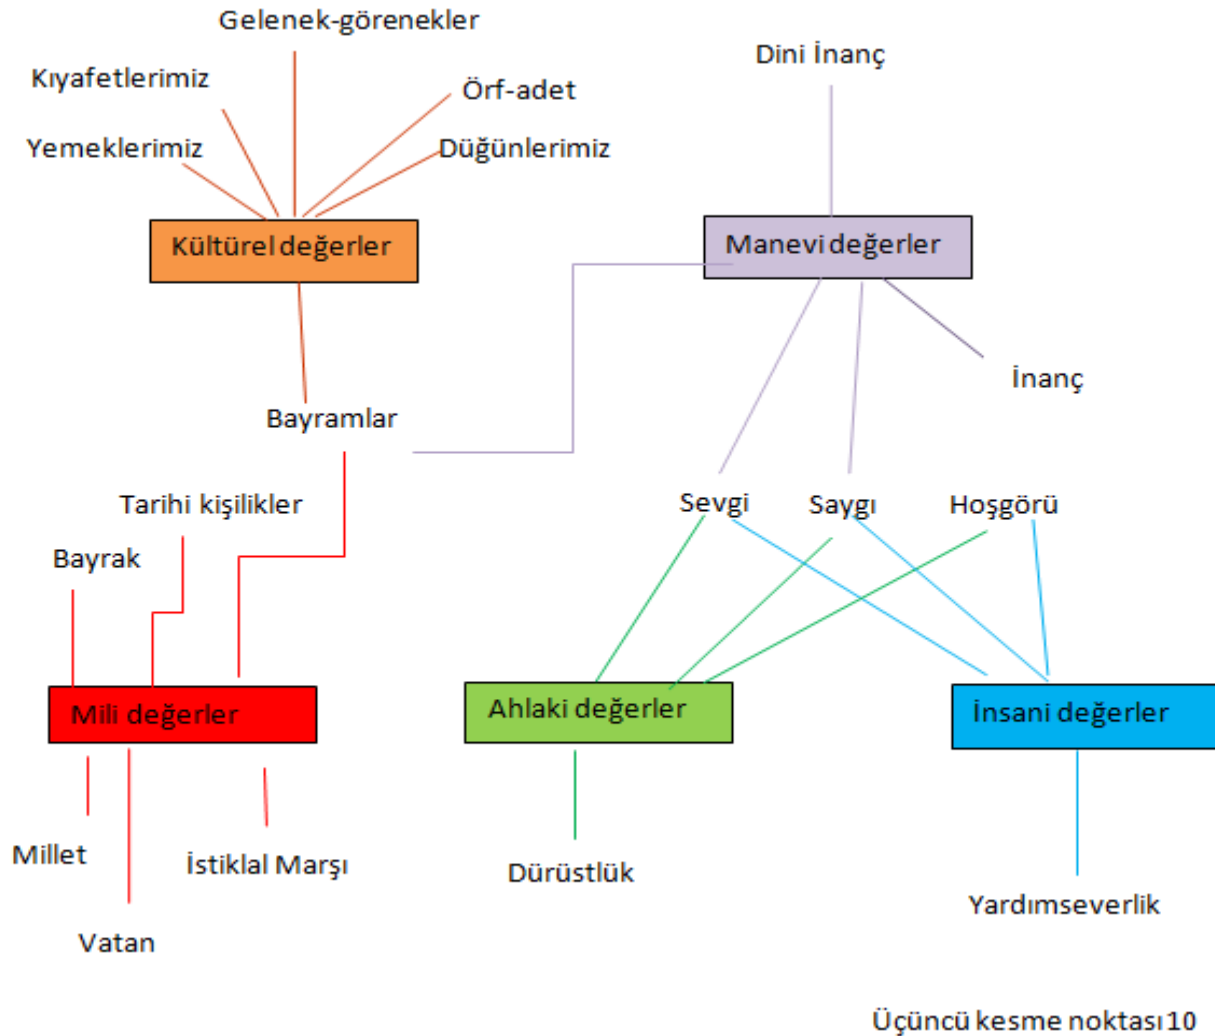 Gelenek-görenekler
Dini İnanç
Kıyafetlerimiz
Örf-adet
Yemeklerimiz
Düğünlerimiz
Kültürel değerler
Manevi değerler
İnanç
Bayramlar
Tarihi kişilikler
Sevgi
Saygı
Hoşgörü
Bayrak
Mili değerler
Ahlaki değerler
İnsani değerler
Millet
İstiklal Marşı
Dürüstlük
Yardımseverlik
Vatan
Üçüncü kesme noktası 10